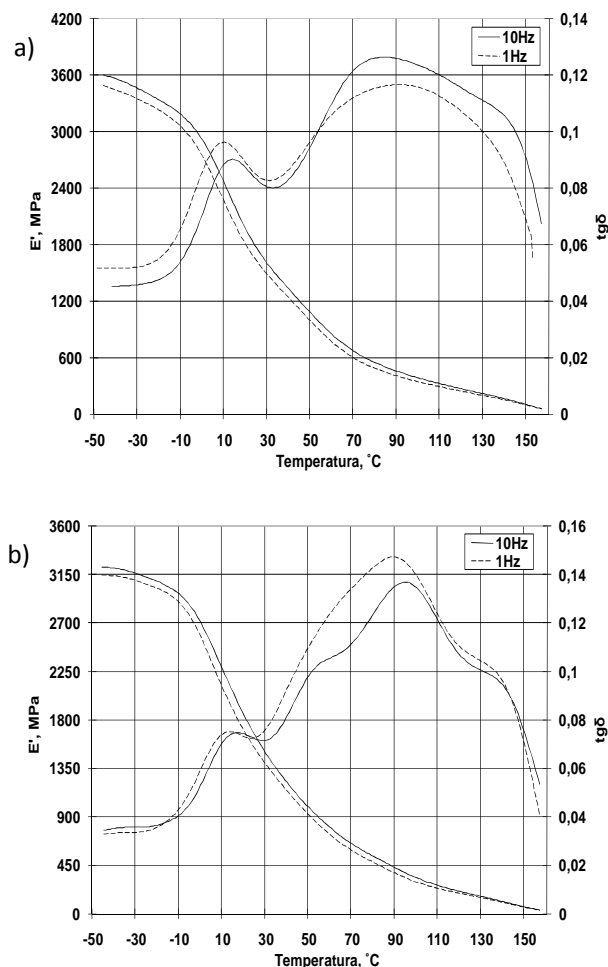 a)
4200
3600
3000
2400
1800
1200
600
0
E', MPa
10Hz
1Hz
0,14
0,12
0,1
0,08
0,06
0,04
0,02
0
tgδ
-50 -30 -10 10 30 50 70 90 110 130 150
Temperatura, ˚C
b)
3600
3150
2700
2250
1800
1350
900
450
0
E', MPa
10Hz
1Hz
0,16
0,14
0,12
0,1
0,08
0,06
0,04
0,02
0
tgδ
-50 -30 -10 10 30 50 70 90 110 130 150
Temperatura, ˚C